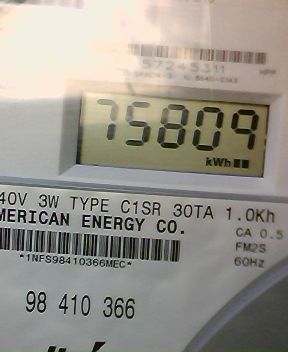 57245311
75809
kWh
40V 3W TYPE C1SR 30TA 1.0Kh
MERICAN ENERGY CO.
CA 0.5
FM2S
*1NFS98410366MEC*
60Hz
98 410 366